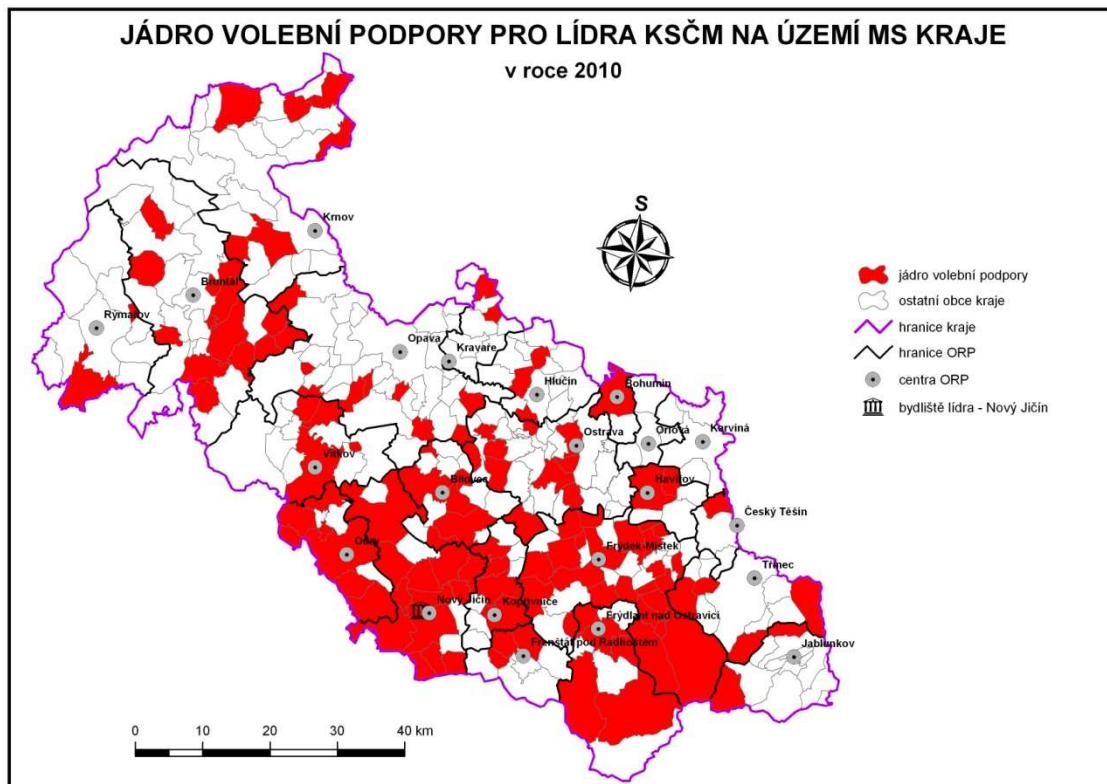 JÁDRO VOLEBNÍ PODPORY PRO LÍDRA KSČM NA ÚZEMÍ MS KRAJE
v roce 2010
S
Krnov
Bruntál
Rýmařov
Opava
Kravaře
Hlučín
Bohumín
Ostrava
Orlová
Karviná
Vítkov
Bílovec
Havířov
Český Těšín
Odry
Frýdek-Místek
Třinec
Nový Jičín
Kopřivnice
Frýdlant nad Ostravicí
Frenštát pod Radhoštěm
Jablunkov
jádro volební podpory
ostatní obce kraje
hranice kraje
hranice ORP
centra ORP
bydliště lídra - Nový Jičín
0 10 20 40 km